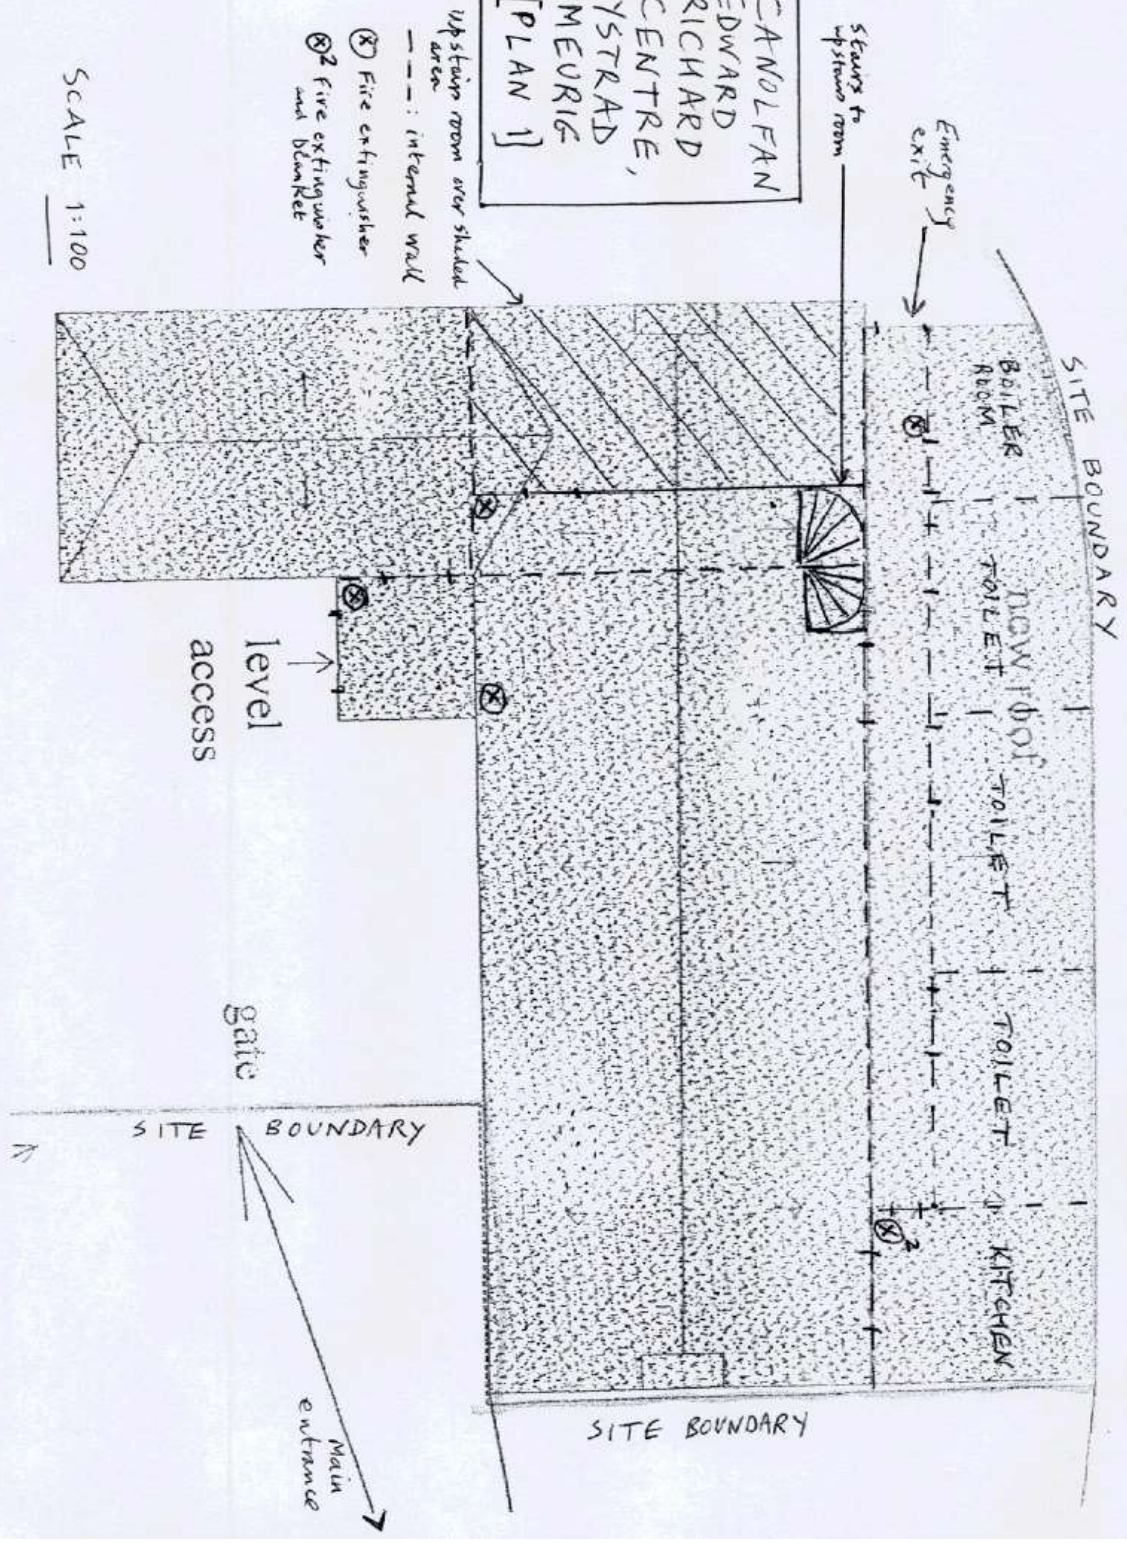 CANOLFAN
EDWARD
RICHARD
CENTRE,
YSTRAD
MEURIG
[PLAN 1]
Stairs to
upstairs room
Emergency
exit
Upstairs room over shaded
area
---: internal wall
Ⓧ Fire extinguisher
Ⓧ² Fire extinguisher
and blanket
SCALE 1:100
SITE BOUNDARY
BOILER
ROOM
TOILET
new roof
TOILET
TOILET
KITCHEN
Ⓧ
Ⓧ
Ⓧ
Ⓧ
Ⓧ²
level
access
gate
SITE BOUNDARY
Main
entrance
SITE BOUNDARY